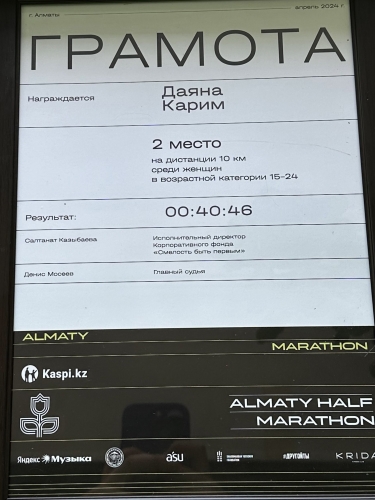 г. Алматы апрель 2024 г.
ГРАМОТА
Награждается
Даяна
Карим
2 место
на дистанции 10 км
среди женщин
в возрастной категории 15-24
Результат: 00:40:46
Салтанат Казыбаева
Исполнительный директор
Корпоративного фонда
«Смелость быть первым»
Денис Мосеев Главный судья
ALMATY
MARATHON
Kaspi.kz
ALMATY HALF
MARATHON
Яндекс Музыка asu #ДРУГОЙТЫ KRIDA